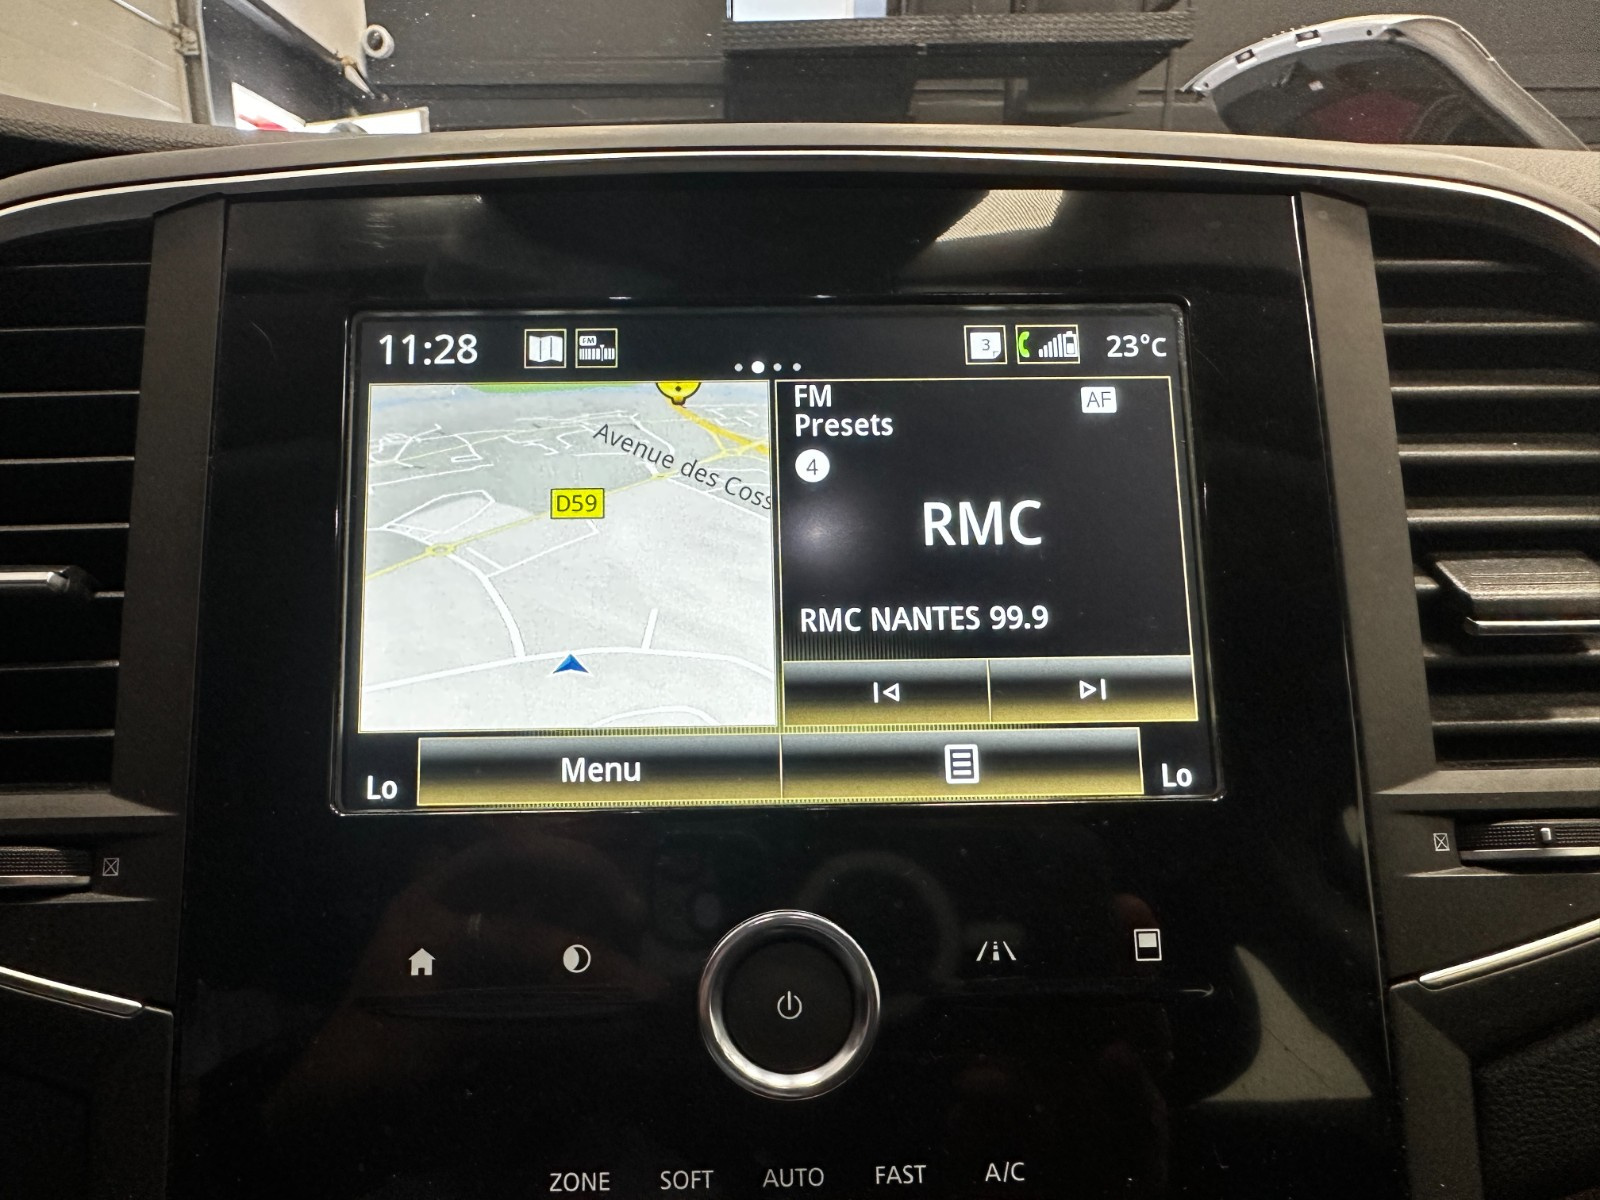 11:28
FM
3
23°C
Avenue des Coss
D59
FM
Presets
AF
4
RMC
RMC NANTES 99.9
Lo
Menu
Lo
ZONE SOFT AUTO FAST A/C